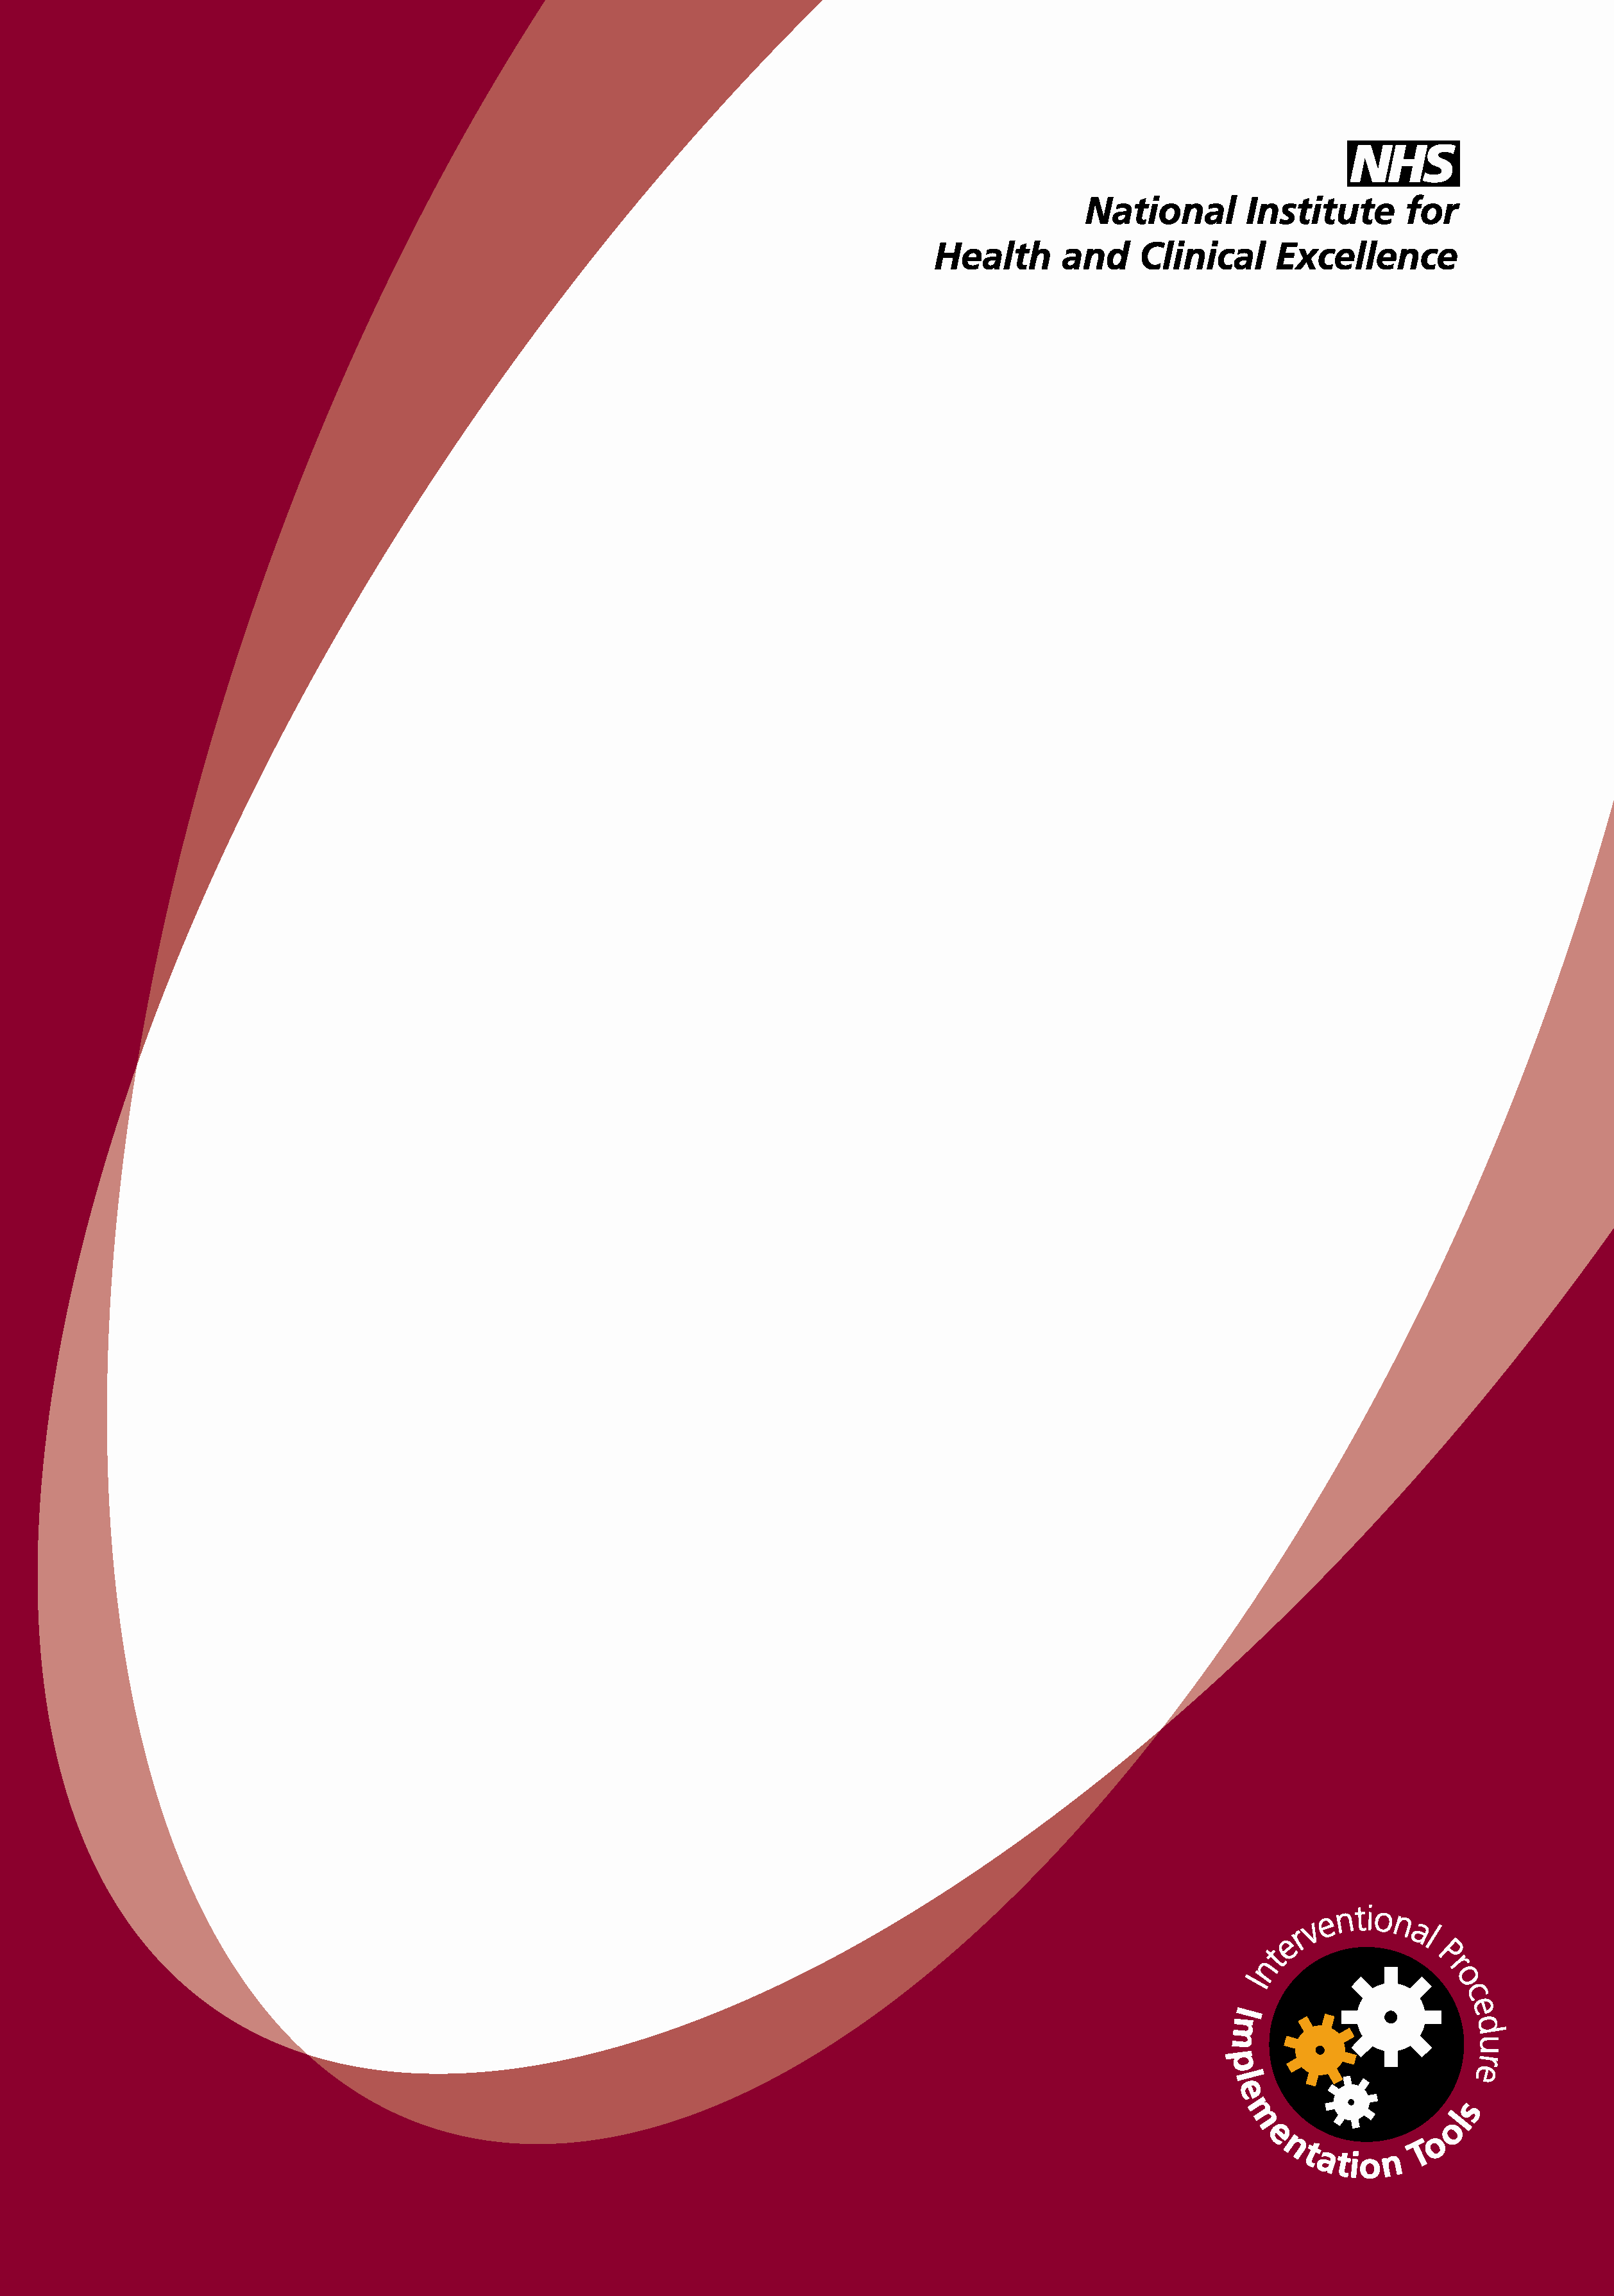 NHS
National Institute for
Health and Clinical Excellence
Interventional Procedure
Implementation Tools